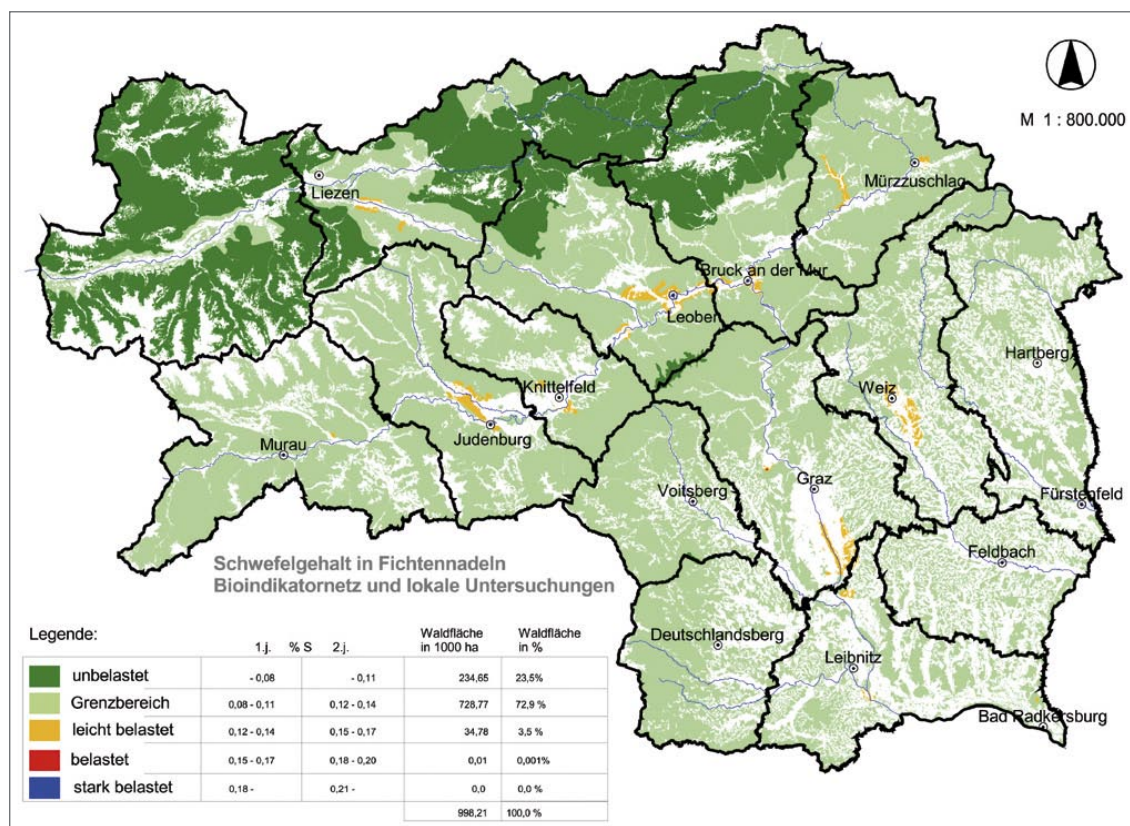 M 1 : 800.000
Liezen
Mürzzuschlag
Bruck an der Mur
Leoben
Hartberg
Knittelfeld
Weiz
Judenburg
Murau
Graz
Voitsberg
Fürstenfeld
Feldbach
Schwefelgehalt in Fichtennadeln
Bioindikatornetz und lokale Untersuchungen
Deutschlandsberg
Leibnitz
Bad Radkersburg
Legende:
1.j. % S 2.j. Waldfläche in 1000 ha Waldfläche in %
unbelastet - 0,08 - 0,11 234,65 23,5%
Grenzbereich 0,08 - 0,11 0,12 - 0,14 728,77 72,9 %
leicht belastet 0,12 - 0,14 0,15 - 0,17 34,78 3,5 %
belastet 0,15 - 0,17 0,18 - 0,20 0,01 0,001%
stark belastet 0,18 - 0,21 - 0,0 0,0 %
998,21 100,0 %